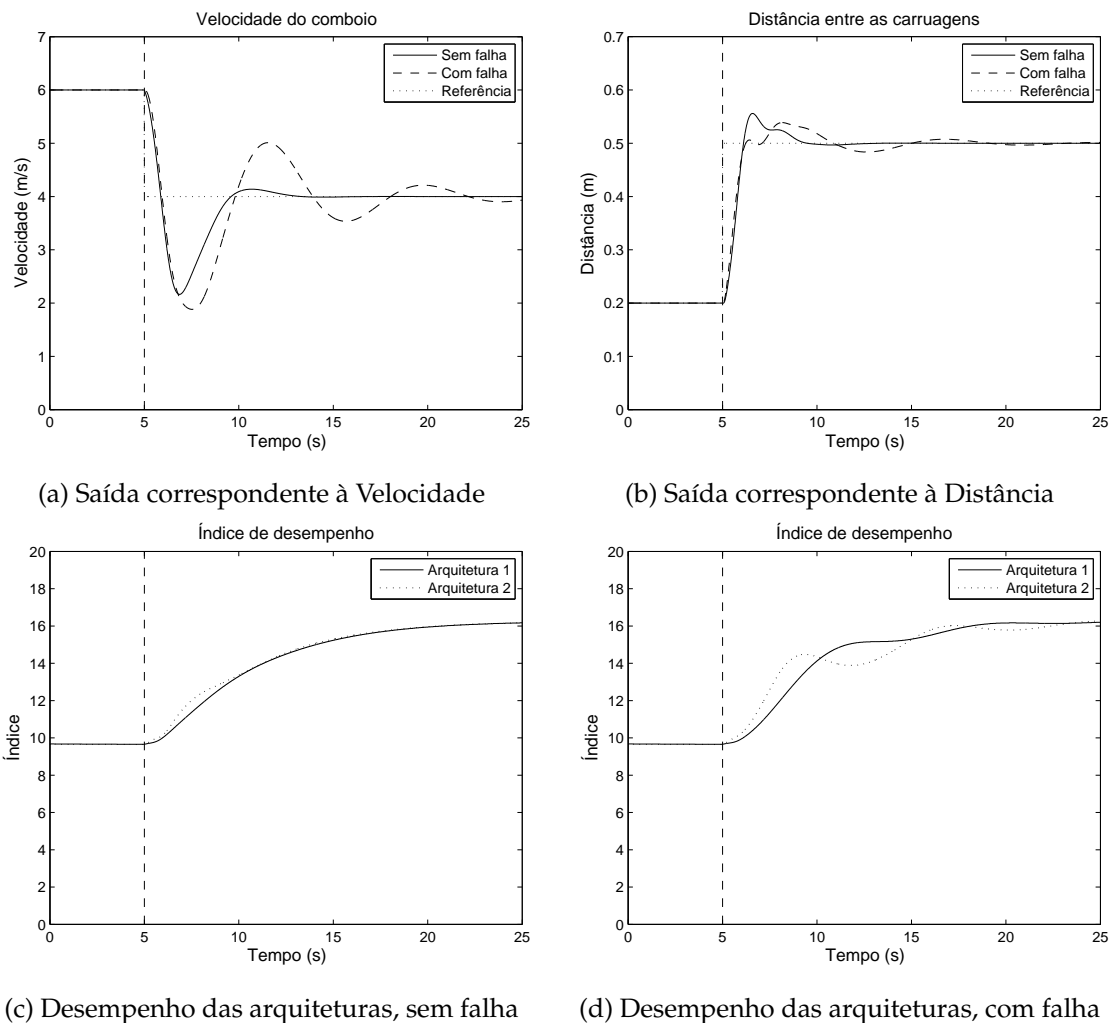 Velocidade do comboio
7
6
5
4
3
2
1
0
Velocidade (m/s)
Sem falha
Com falha
Referência
0 5 10 15 20 25
Tempo (s)
(a) Saída correspondente à Velocidade
Distância entre as carruagens
0.7
0.6
0.5
0.4
0.3
0.2
0.1
0
Distância (m)
Sem falha
Com falha
Referência
0 5 10 15 20 25
Tempo (s)
(b) Saída correspondente à Distância
Índice de desempenho
20
18
16
14
12
10
8
6
4
2
0
Índice
Arquitetura 1
Arquitetura 2
0 5 10 15 20 25
Tempo (s)
(c) Desempenho das arquiteturas, sem falha
Índice de desempenho
20
18
16
14
12
10
8
6
4
2
0
Índice
Arquitetura 1
Arquitetura 2
0 5 10 15 20 25
Tempo (s)
(d) Desempenho das arquiteturas, com falha